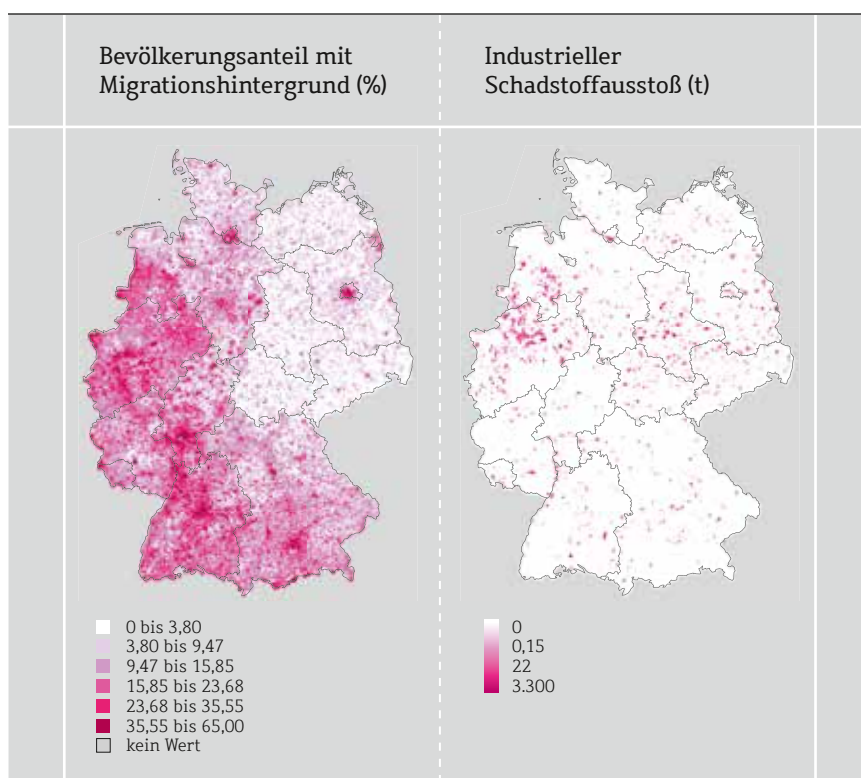 Bevölkerungsanteil mit
Migrationshintergrund (%)
Industrieller
Schadstoffausstoß (t)
0 bis 3,80
3,80 bis 9,47
9,47 bis 15,85
15,85 bis 23,68
23,68 bis 35,55
35,55 bis 65,00
kein Wert
0
0,15
22
3.300